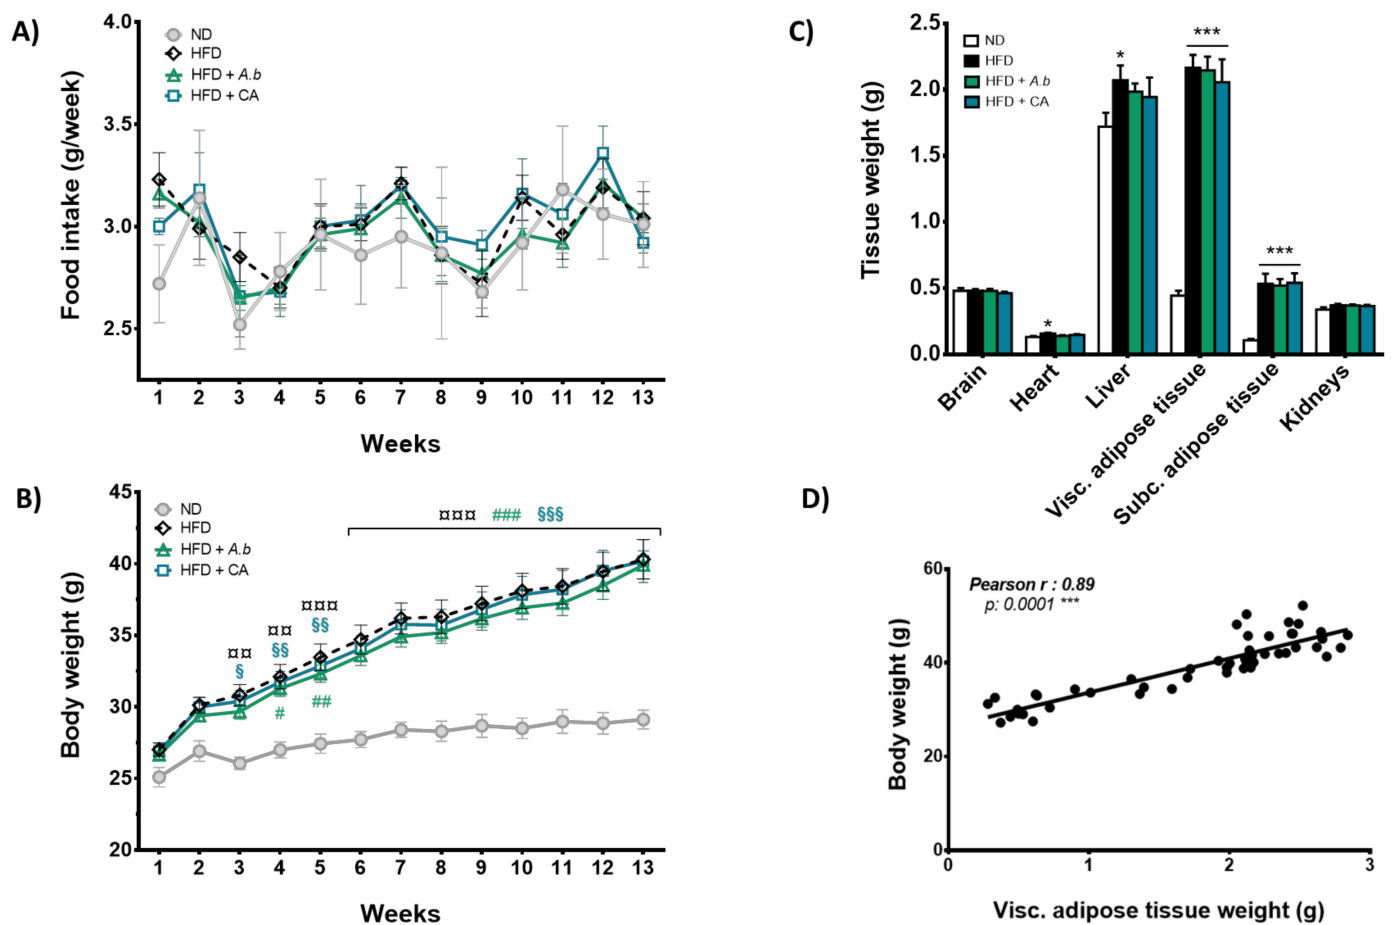 A)
4.0
3.5
3.0
2.5
Food intake (g/week)
ND
HFD
HFD + A.b
HFD + CA
1 2 3 4 5 6 7 8 9 10 11 12 13
Weeks
B)
45
40
35
30
25
20
Body weight (g)
ND
HFD
HFD + A.b
HFD + CA
¤¤¤ ### §§§
¤¤¤
§§
¤¤
§§
¤¤
§
##
#
1 2 3 4 5 6 7 8 9 10 11 12 13
Weeks
C)
2.5
2.0
1.5
1.0
0.5
0.0
Tissue weight (g)
ND
HFD
HFD + A.b
HFD + CA
*
*
***
***
Brain
Heart
Liver
Visc. adipose tissue
Subc. adipose tissue
Kidneys
D)
60
40
20
0
Body weight (g)
Pearson r : 0.89
p: 0.0001 ***
0 1 2 3
Visc. adipose tissue weight (g)